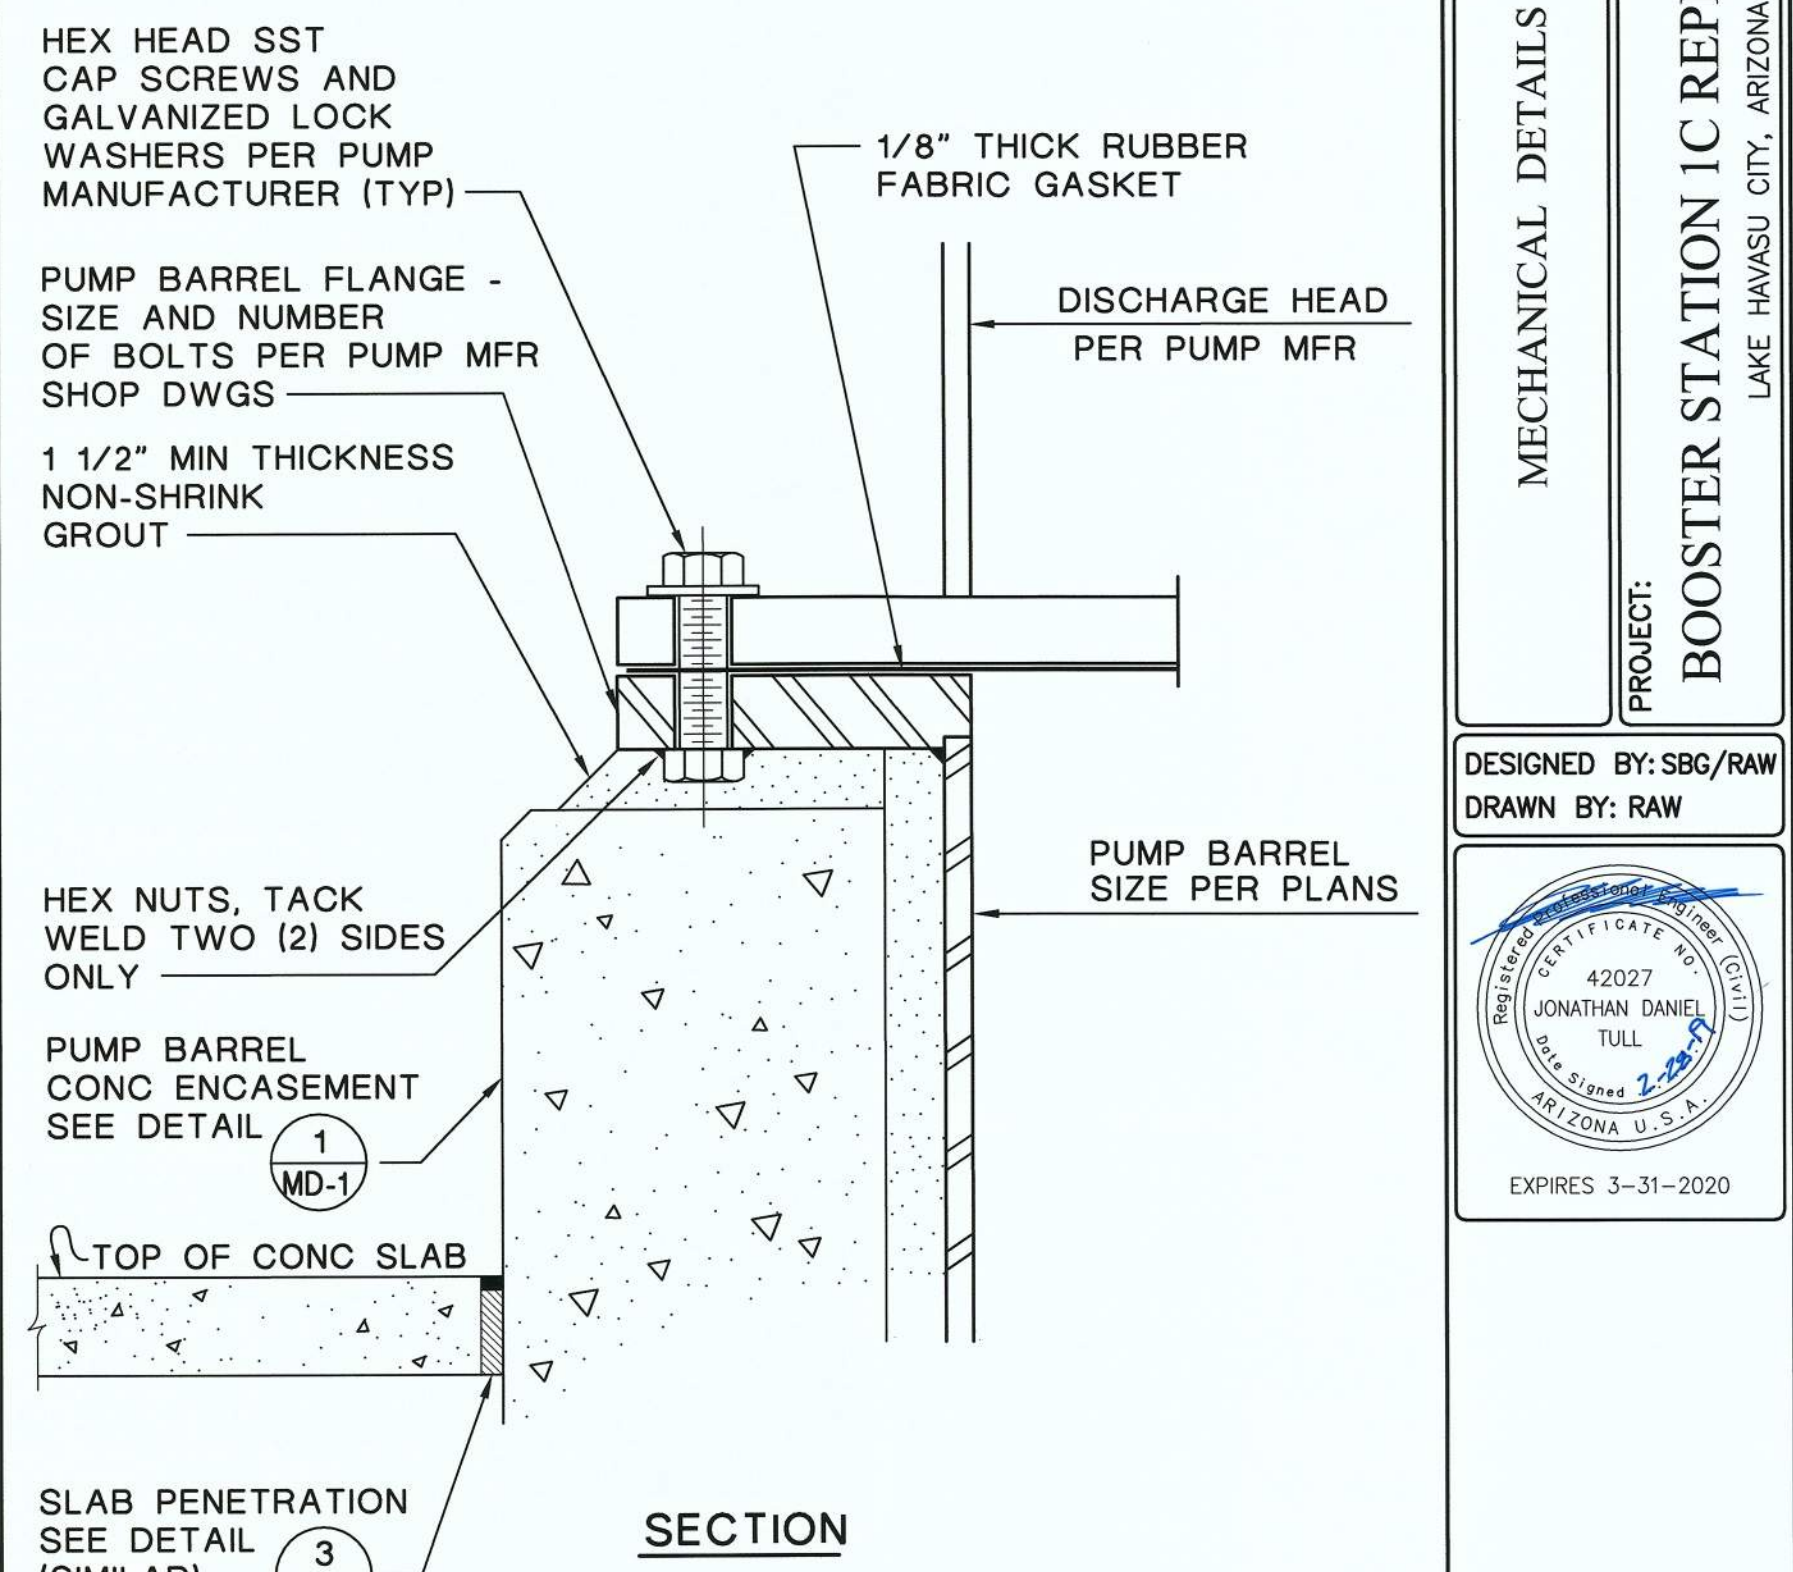 HEX HEAD SST
CAP SCREWS AND
GALVANIZED LOCK
WASHERS PER PUMP
MANUFACTURER (TYP)
1/8" THICK RUBBER
FABRIC GASKET
PUMP BARREL FLANGE -
SIZE AND NUMBER
OF BOLTS PER PUMP MFR
SHOP DWGS
DISCHARGE HEAD
PER PUMP MFR
1 1/2" MIN THICKNESS
NON-SHRINK
GROUT
PUMP BARREL
SIZE PER PLANS
HEX NUTS, TACK
WELD TWO (2) SIDES
ONLY
PUMP BARREL
CONC ENCASEMENT
SEE DETAIL
1
MD-1
TOP OF CONC SLAB
SLAB PENETRATION
SEE DETAIL
(SIMILAR)
3
SECTION
MECHANICAL DETAILS
PROJECT:
BOOSTER STATION 1C
LAKE HAVASU CITY, ARIZONA
DESIGNED BY: SBG/RAW
DRAWN BY: RAW
Registered Professional Engineer (Civil)
CERTIFICATE NO.
42027
JONATHAN DANIEL
TULL
Date Signed 2-28-19
ARIZONA U.S.A.
EXPIRES 3-31-2020